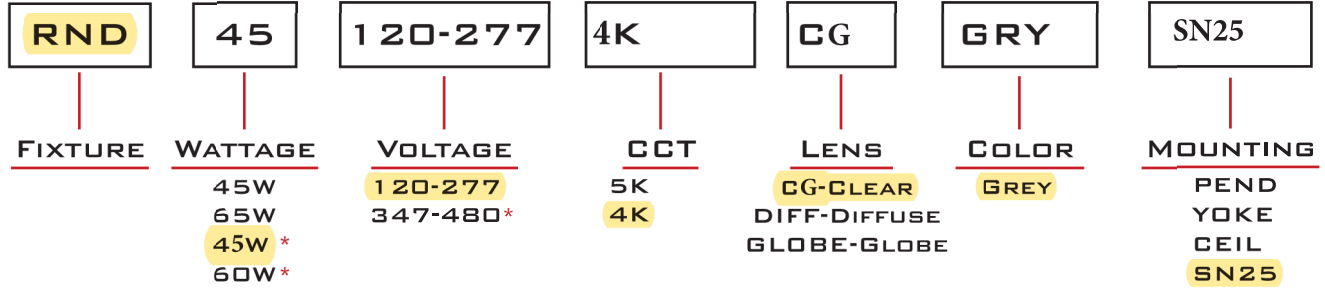 RND 45 120-277 4K CG GRY SN25
FIXTURE WATTAGE VOLTAGE CCT LENS COLOR MOUNTING
45W 120-277 5K CG-CLEAR GREY PEND
65W 347-480* 4K DIFF-DIFFUSE YOKE
45W * GLOBE-GLOBE CEIL
60W* SN25